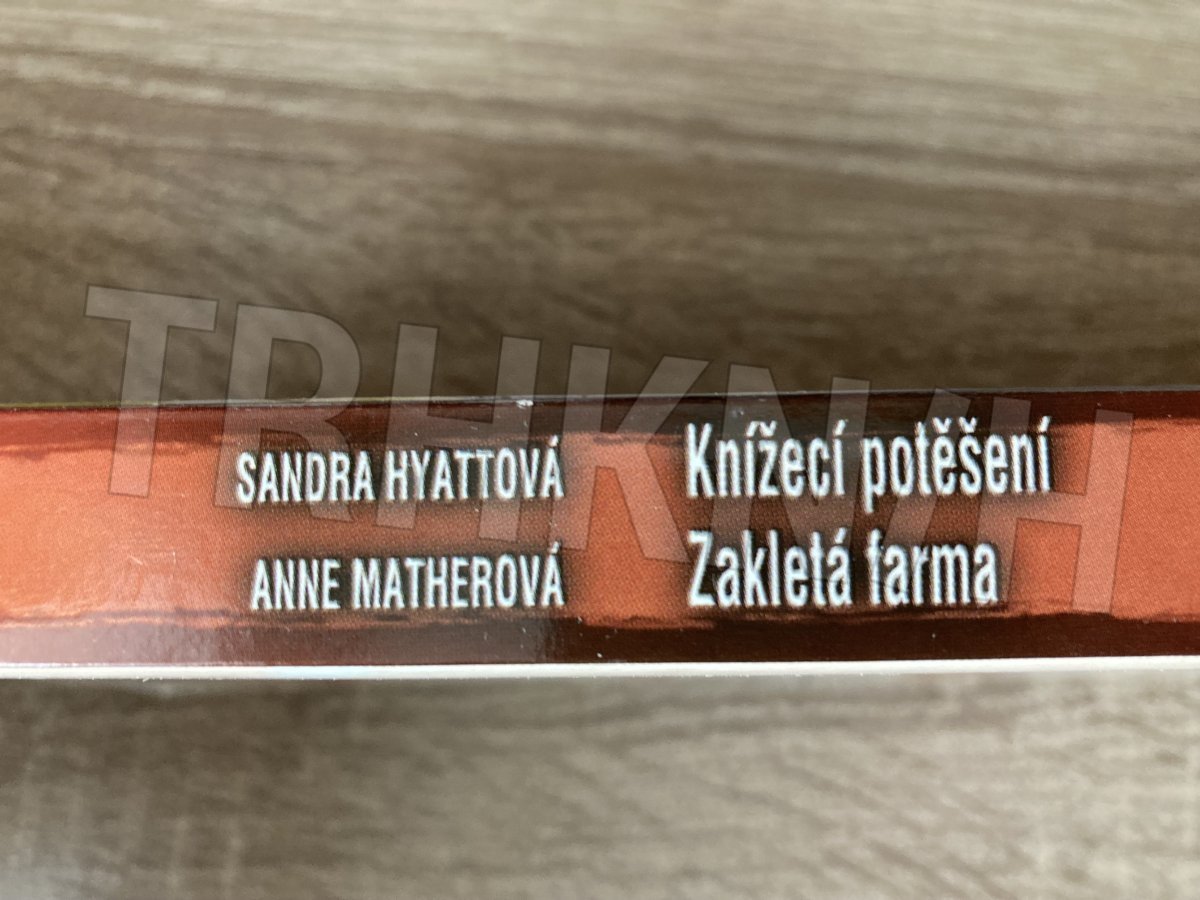 SANDRA HYATTOVÁ Knížecí potěšení
ANNE MATHEROVÁ Zakletá farma
TRHKNIH